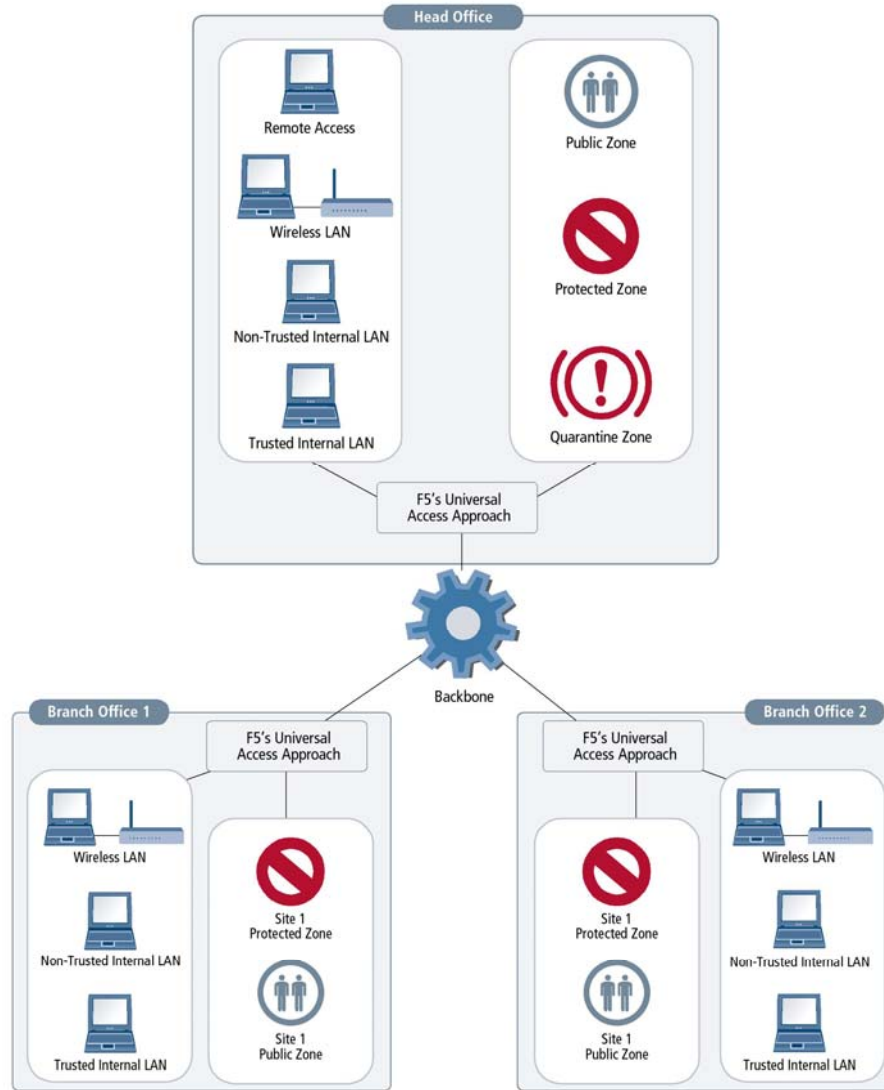 Head Office
Remote Access
Wireless LAN
Non-Trusted Internal LAN
Trusted Internal LAN
Public Zone
Protected Zone
Quarantine Zone
F5's Universal
Access Approach
Backbone
Branch Office 1
F5's Universal
Access Approach
Wireless LAN
Non-Trusted Internal LAN
Trusted Internal LAN
Site 1
Protected Zone
Site 1
Public Zone
Branch Office 2
F5's Universal
Access Approach
Site 1
Protected Zone
Site 1
Public Zone
Wireless LAN
Non-Trusted Internal LAN
Trusted Internal LAN